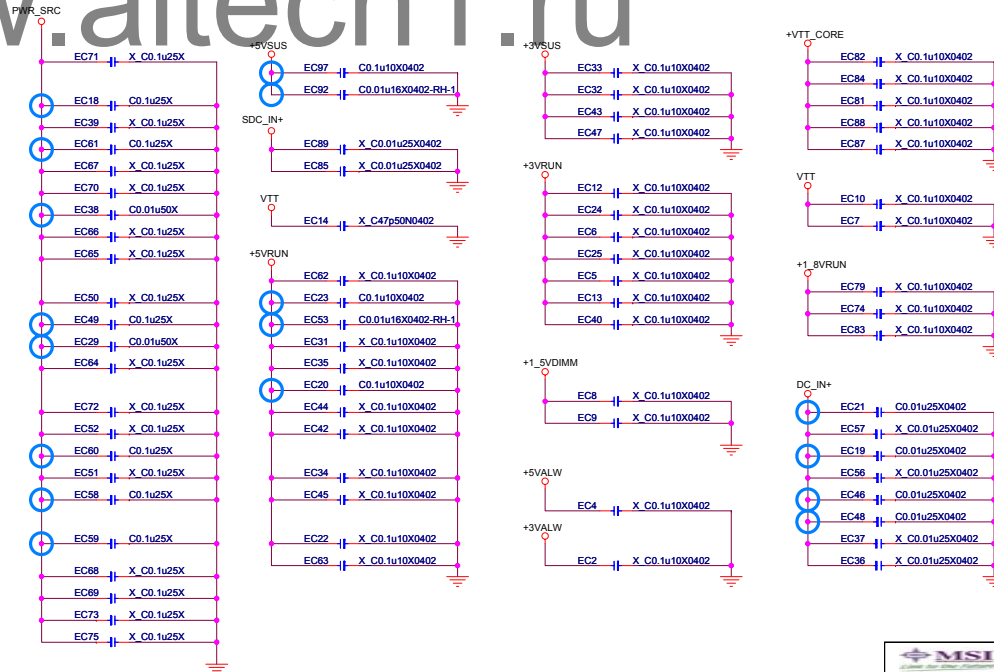 w.aitech1.ru
PWR_SRC
EC71 X_C0.1u25X
EC18 C0.1u25X
EC39 X_C0.1u25X
EC61 C0.1u25X
EC67 X_C0.1u25X
EC70 X_C0.1u25X
EC38 C0.01u50X
EC66 X_C0.1u25X
EC65 X_C0.1u25X
EC50 X_C0.1u25X
EC49 C0.1u25X
EC29 C0.01u50X
EC64 X_C0.1u25X
EC72 X_C0.1u25X
EC52 X_C0.1u25X
EC60 C0.1u25X
EC51 X_C0.1u25X
EC58 C0.1u25X
EC59 C0.1u25X
EC68 X_C0.1u25X
EC69 X_C0.1u25X
EC73 X_C0.1u25X
EC75 X_C0.1u25X
+5VSUS
EC97 C0.1u10X0402
EC92 C0.01u16X0402-RH-1
SDC_IN+
EC89 X_C0.01u25X0402
EC85 X_C0.01u25X0402
VTT
EC14 X_C47p50N0402
+5VRUN
EC62 X_C0.1u10X0402
EC23 C0.1u10X0402
EC53 C0.01u16X0402-RH-1
EC31 X_C0.1u10X0402
EC35 X_C0.1u10X0402
EC20 C0.1u10X0402
EC44 X_C0.1u10X0402
EC42 X_C0.1u10X0402
EC34 X_C0.1u10X0402
EC45 X_C0.1u10X0402
EC22 X_C0.1u10X0402
EC63 X_C0.1u10X0402
+3VSUS
EC33 X_C0.1u10X0402
EC32 X_C0.1u10X0402
EC43 X_C0.1u10X0402
EC47 X_C0.1u10X0402
+3VRUN
EC12 X_C0.1u10X0402
EC24 X_C0.1u10X0402
EC6 X_C0.1u10X0402
EC25 X_C0.1u10X0402
EC5 X_C0.1u10X0402
EC13 X_C0.1u10X0402
EC40 X_C0.1u10X0402
+1_5VDIMM
EC8 X_C0.1u10X0402
EC9 X_C0.1u10X0402
+5VALW
EC4 X_C0.1u10X0402
+3VALW
EC2 X_C0.1u10X0402
+VTT_CORE
EC82 X_C0.1u10X0402
EC84 X_C0.1u10X0402
EC81 X_C0.1u10X0402
EC88 X_C0.1u10X0402
EC87 X_C0.1u10X0402
VTT
EC10 X_C0.1u10X0402
EC7 X_C0.1u10X0402
+1_8VRUN
EC79 X_C0.1u10X0402
EC74 X_C0.1u10X0402
EC83 X_C0.1u10X0402
DC_IN+
EC21 C0.01u25X0402
EC57 X_C0.01u25X0402
EC19 C0.01u25X0402
EC56 X_C0.01u25X0402
EC46 C0.01u25X0402
EC48 C0.01u25X0402
EC37 X_C0.01u25X0402
EC36 X_C0.01u25X0402
MSI